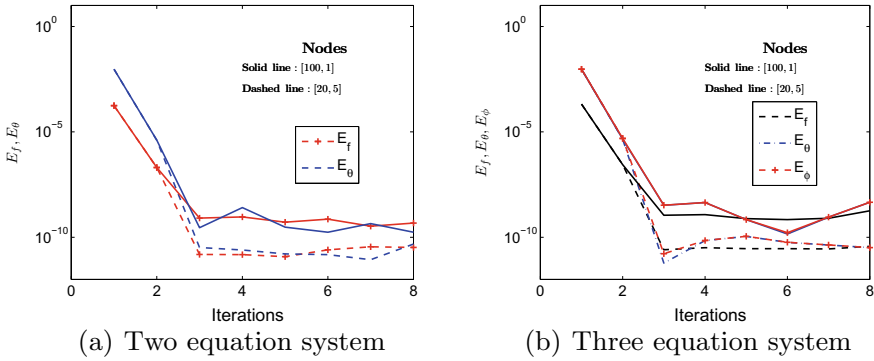 10^0
10^-5
10^-10
E_f, E_θ
Nodes
Solid line : [100, 1]
Dashed line : [20, 5]
E_f
E_θ
0 2 4 6 8
Iterations
(a) Two equation system
10^0
10^-5
10^-10
E_f, E_θ, E_ϕ
Nodes
Solid line : [100, 1]
Dashed line : [20, 5]
E_f
E_θ
E_ϕ
0 2 4 6 8
Iterations
(b) Three equation system